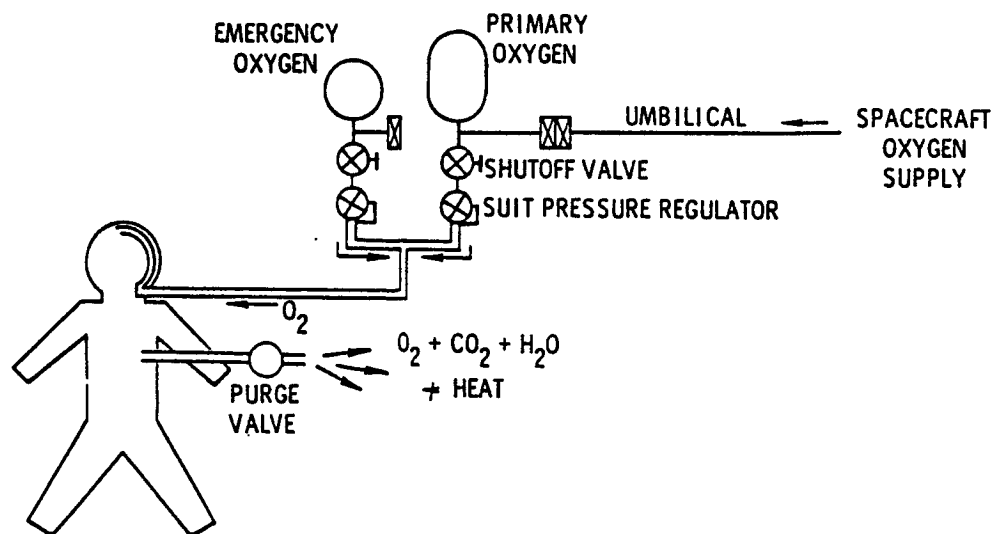 EMERGENCY
OXYGEN
PRIMARY
OXYGEN
UMBILICAL
SPACECRAFT
OXYGEN
SUPPLY
SHUTOFF VALVE
SUIT PRESSURE REGULATOR
O₂
O₂ + CO₂ + H₂O
+ HEAT
PURGE
VALVE